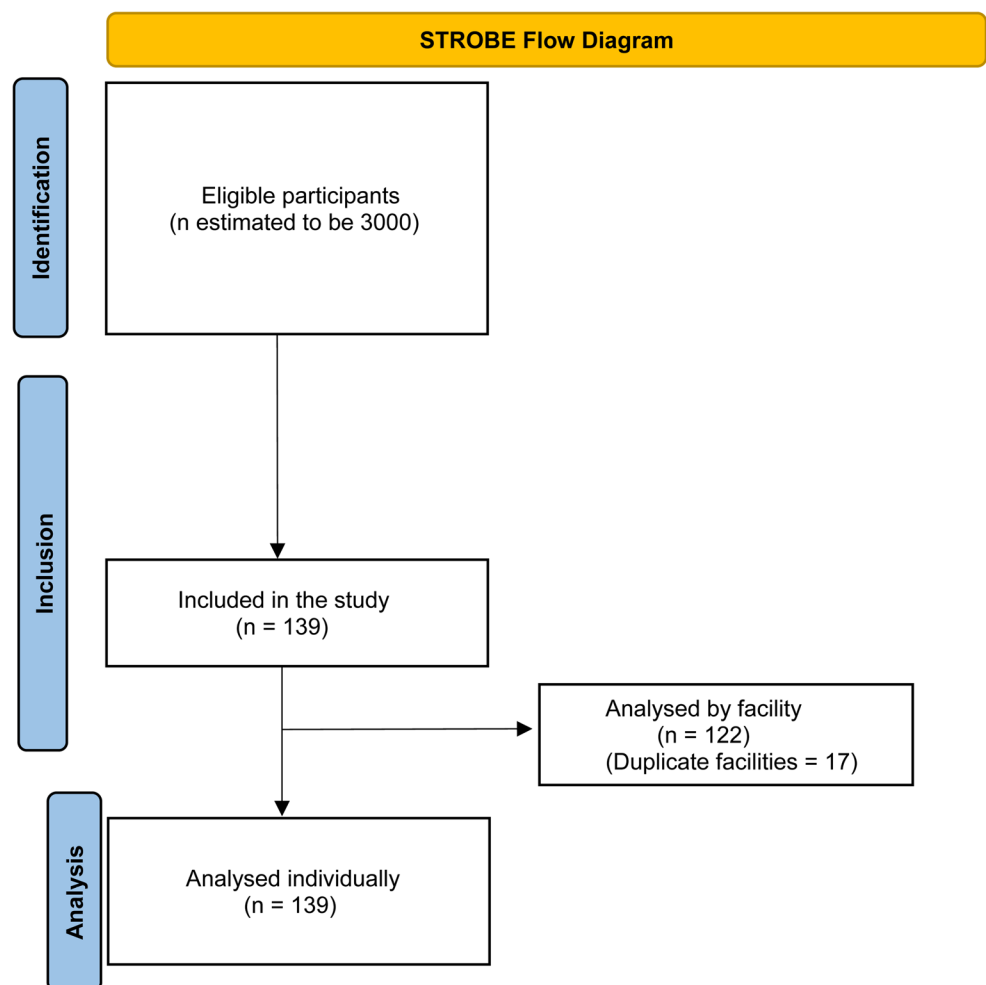 STROBE Flow Diagram
Identification
Eligible participants
(n estimated to be 3000)
Inclusion
Included in the study
(n = 139)
Analysed by facility
(n = 122)
(Duplicate facilities = 17)
Analysis
Analysed individually
(n = 139)